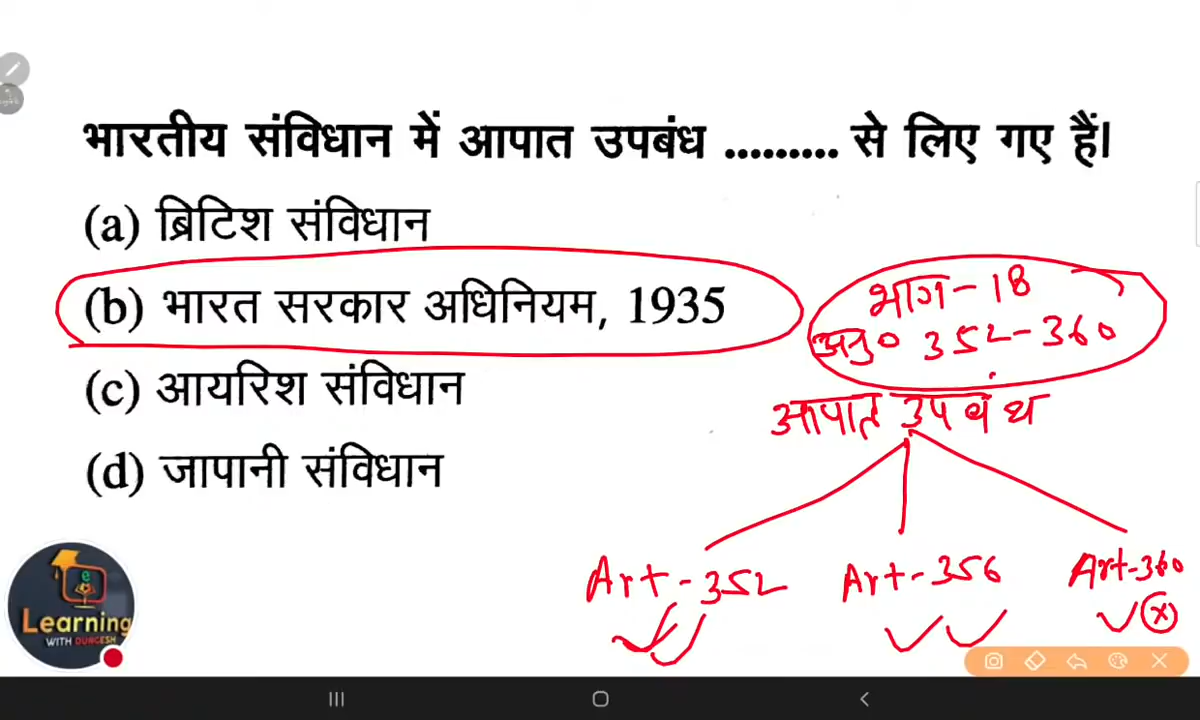 भारतीय संविधान में आपात उपबंध ......... से लिए गए हैं।
(a) ब्रिटिश संविधान
(b) भारत सरकार अधिनियम, 1935
(c) आयरिश संविधान
(d) जापानी संविधान
भाग-18
अनु० 352-360
आपात उपबंध
Art-352
Art-356
Art-360
e
Learning
WITH DURGESH